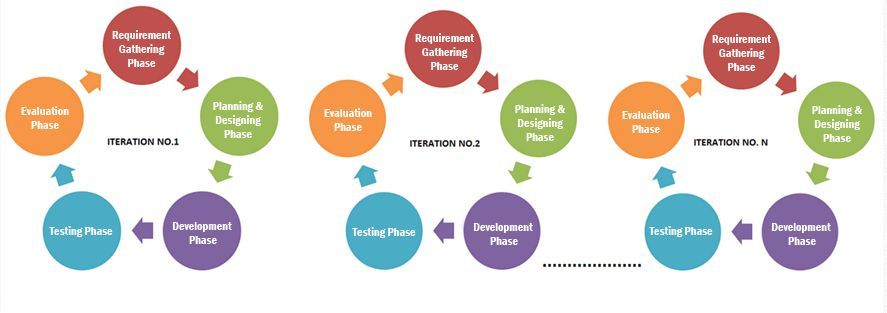 Requirement
Gathering
Phase
Planning &
Designing
Phase
Development
Phase
Testing Phase
Evaluation
Phase
ITERATION NO.1
Requirement
Gathering
Phase
Planning &
Designing
Phase
Development
Phase
Testing Phase
Evaluation
Phase
ITERATION NO.2
....................
Requirement
Gathering
Phase
Planning &
Designing
Phase
Development
Phase
Testing Phase
Evaluation
Phase
ITERATION NO. N